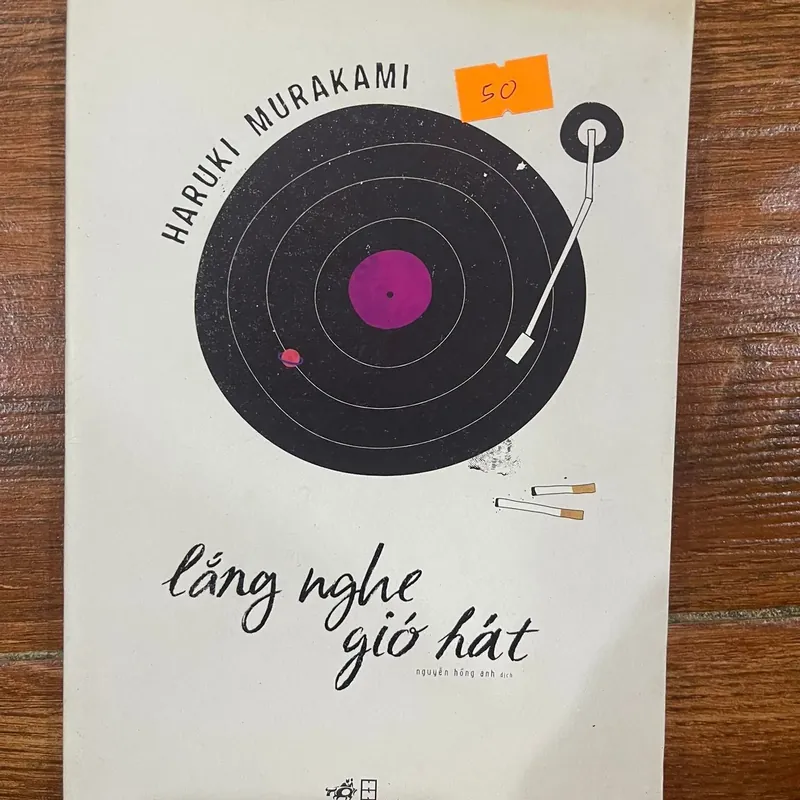 HARUKI MURAKAMI
50
lắng nghe
gió hát
nguyễn hồng anh dịch